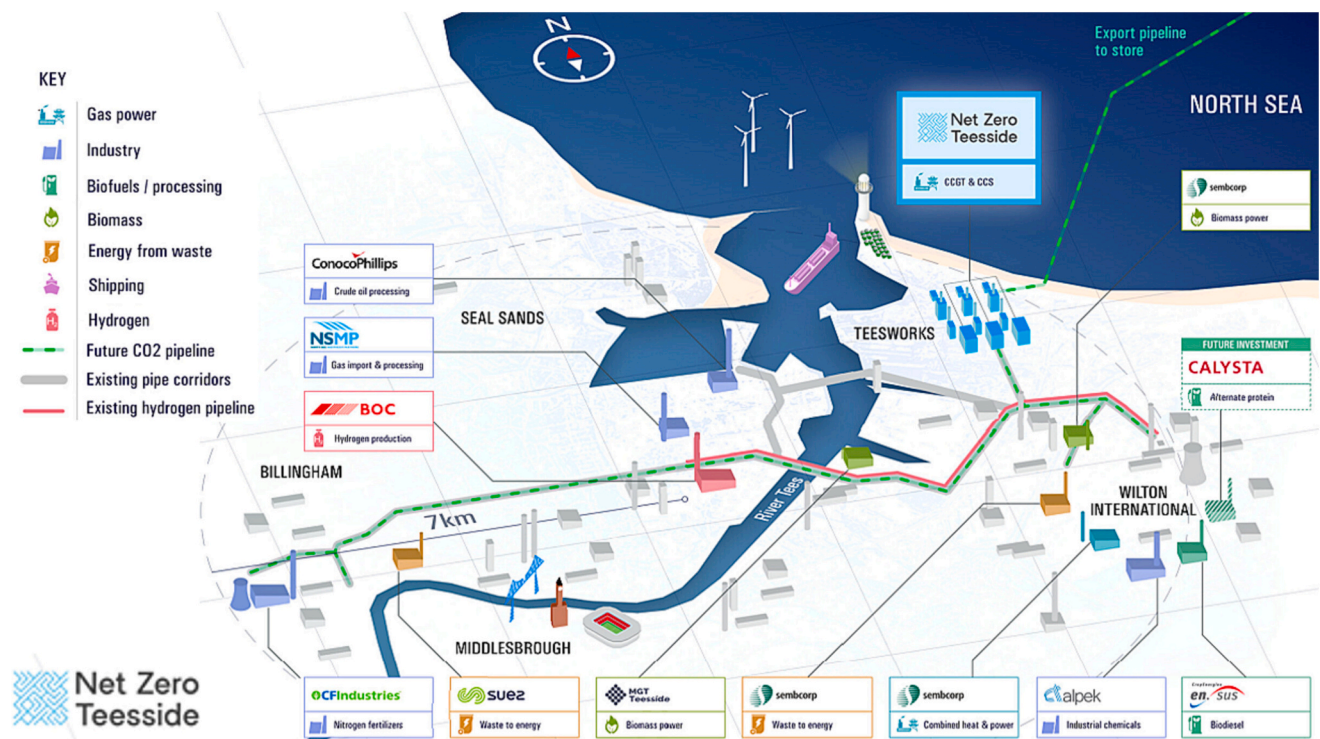 N
Export pipeline
to store
NORTH SEA
KEY
Gas power
Industry
Biofuels / processing
Biomass
Energy from waste
Shipping
H₂
Hydrogen
Future CO2 pipeline
Existing pipe corridors
Existing hydrogen pipeline
Net Zero
Teesside
CCGT & CCS
sembcorp
Biomass power
ConocoPhillips
Crude oil processing
SEAL SANDS
NSMP
Gas import & processing
TEESWORKS
FUTURE INVESTMENT
CALYSTA
Alternate protein
BOC
H₂
Hydrogen production
BILLINGHAM
7km
River Tees
WILTON
INTERNATIONAL
MIDDLESBROUGH
Net Zero
Teesside
CFIndustries
Nitrogen fertilizers
suez
Waste to energy
MGT
Teesside
Biomass power
sembcorp
Waste to energy
sembcorp
Combined heat & power
alpek
Industrial chemicals
en.sus
Biodiesel